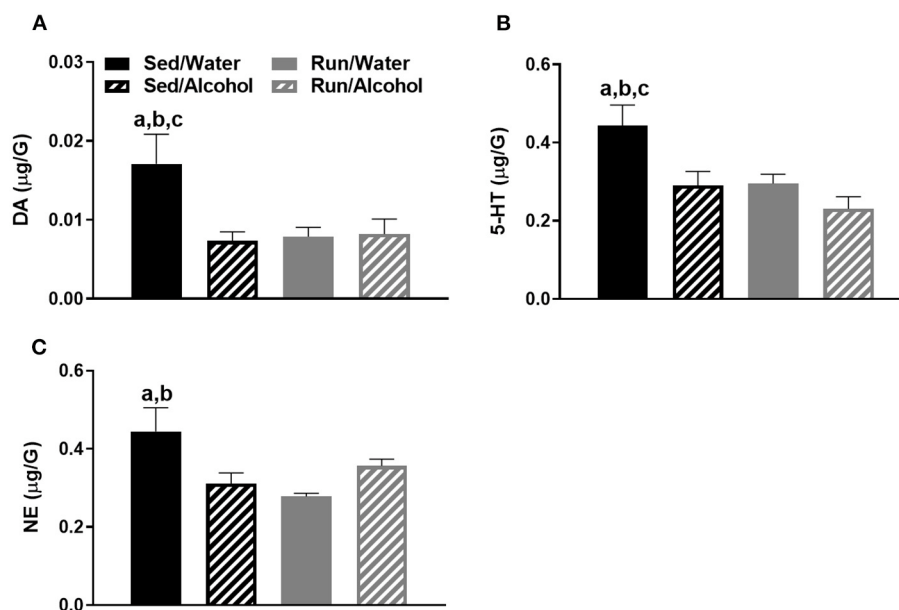 A
0.03
0.02
0.01
0.00
DA (μg/G)
Sed/Water
Run/Water
Sed/Alcohol
Run/Alcohol
a,b,c
B
0.6
0.4
0.2
0.0
5-HT (μg/G)
a,b,c
C
0.6
0.4
0.2
0.0
NE (μg/G)
a,b